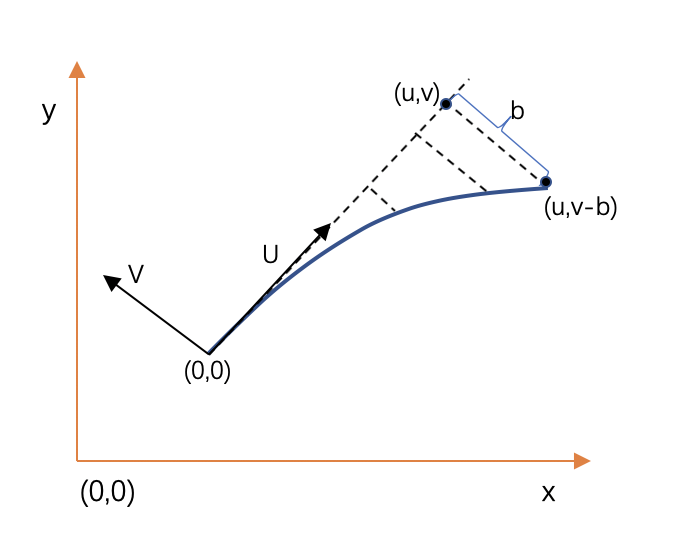 (u,v)
b
y
(u,v-b)
U
V
(0,0)
(0,0)
x